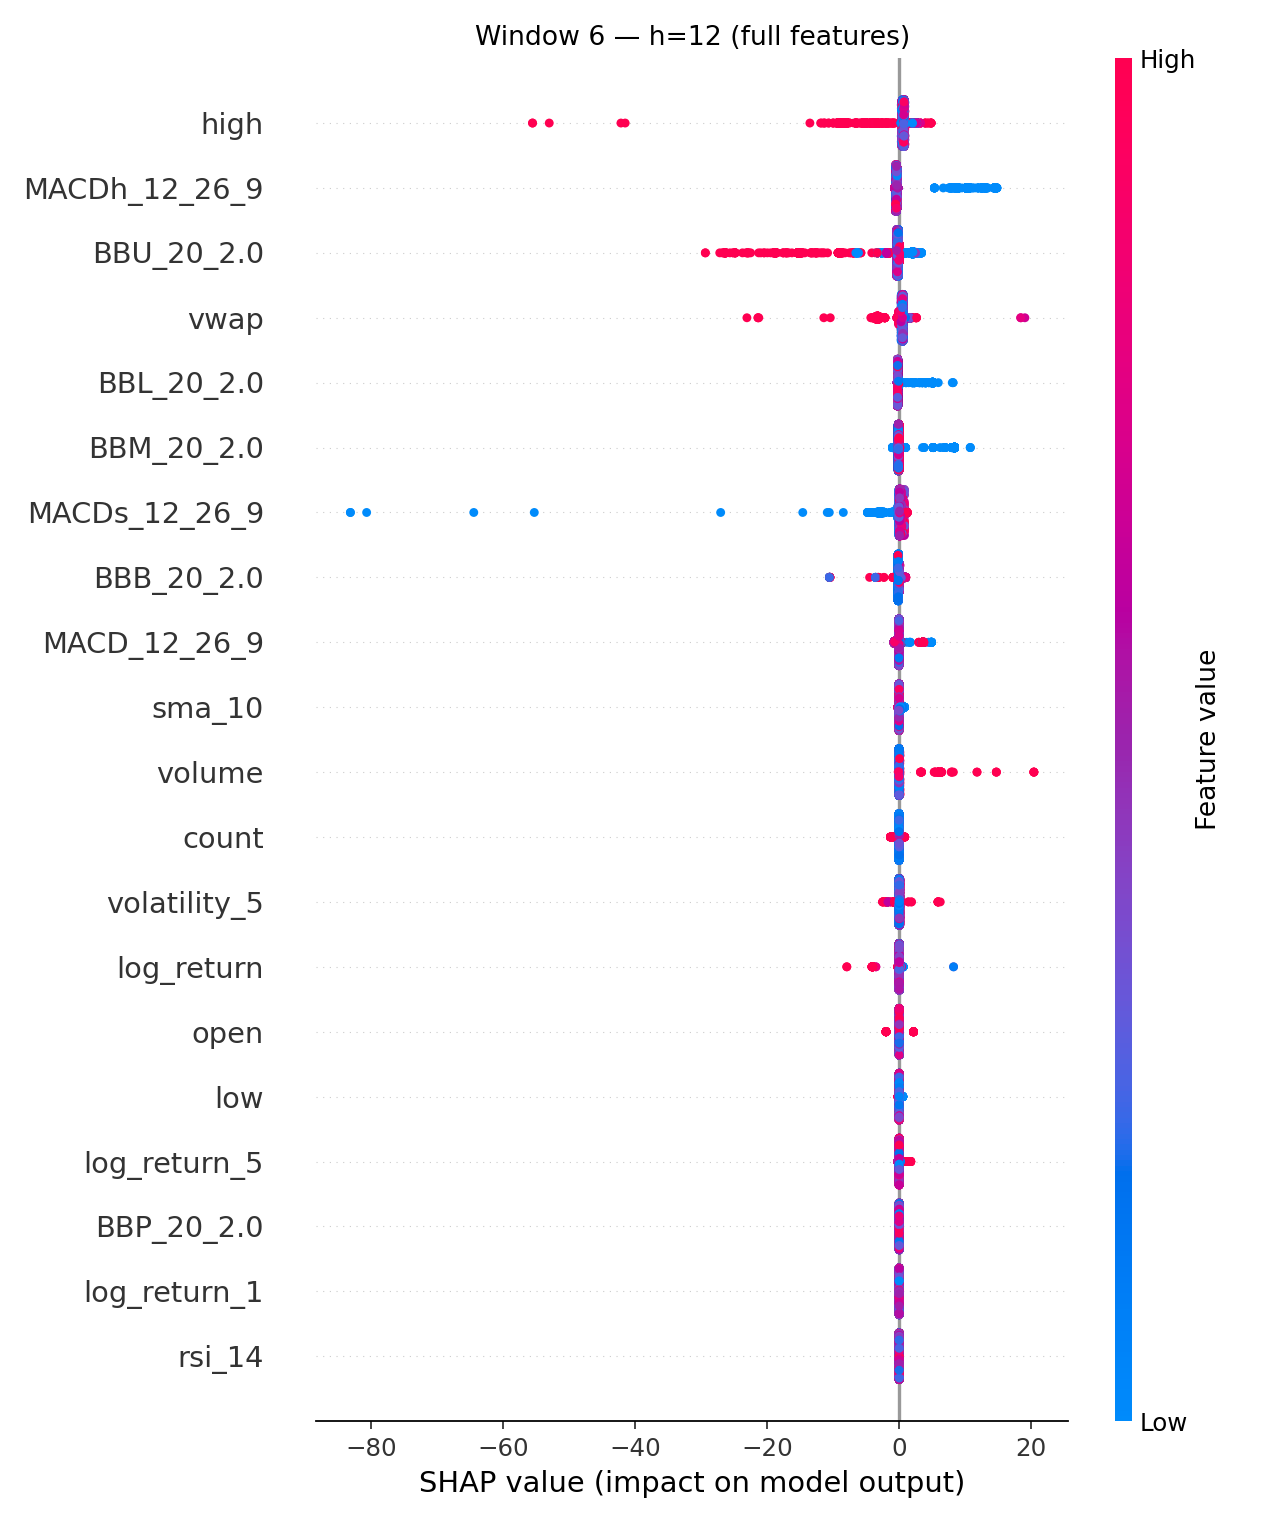 Window 6 — h=12 (full features)
High
high
MACDh_12_26_9
BBU_20_2.0
vwap
BBL_20_2.0
BBM_20_2.0
MACDs_12_26_9
BBB_20_2.0
MACD_12_26_9
sma_10
volume
count
volatility_5
log_return
open
low
log_return_5
BBP_20_2.0
log_return_1
rsi_14
Feature value
Low
−80 −60 −40 −20 0 20
SHAP value (impact on model output)